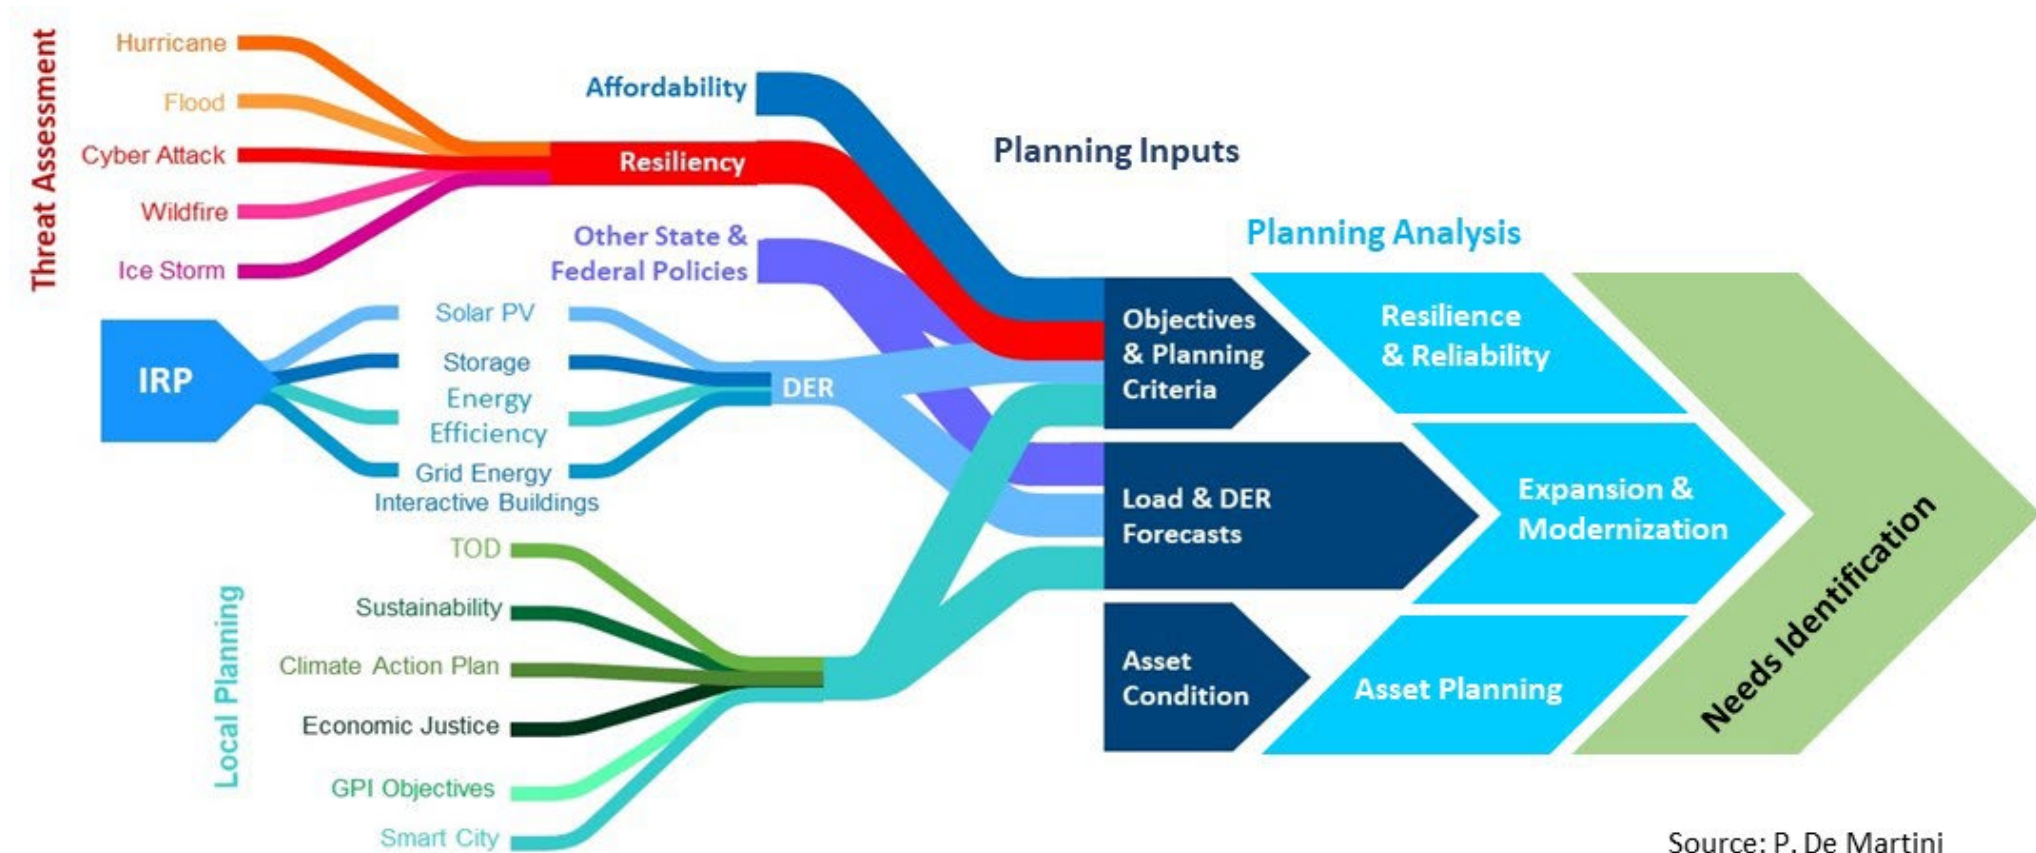 Threat Assessment
Hurricane
Flood
Cyber Attack
Wildfire
Ice Storm
Affordability
Resiliency
Other State &
Federal Policies
IRP
Solar PV
Storage
Energy
Efficiency
Grid Energy
Interactive Buildings
DER
Local Planning
TOD
Sustainability
Climate Action Plan
Economic Justice
GPI Objectives
Smart City
Planning Inputs
Objectives
& Planning
Criteria
Load & DER
Forecasts
Asset
Condition
Planning Analysis
Resilience
& Reliability
Expansion &
Modernization
Asset Planning
Needs Identification
Source: P. De Martini